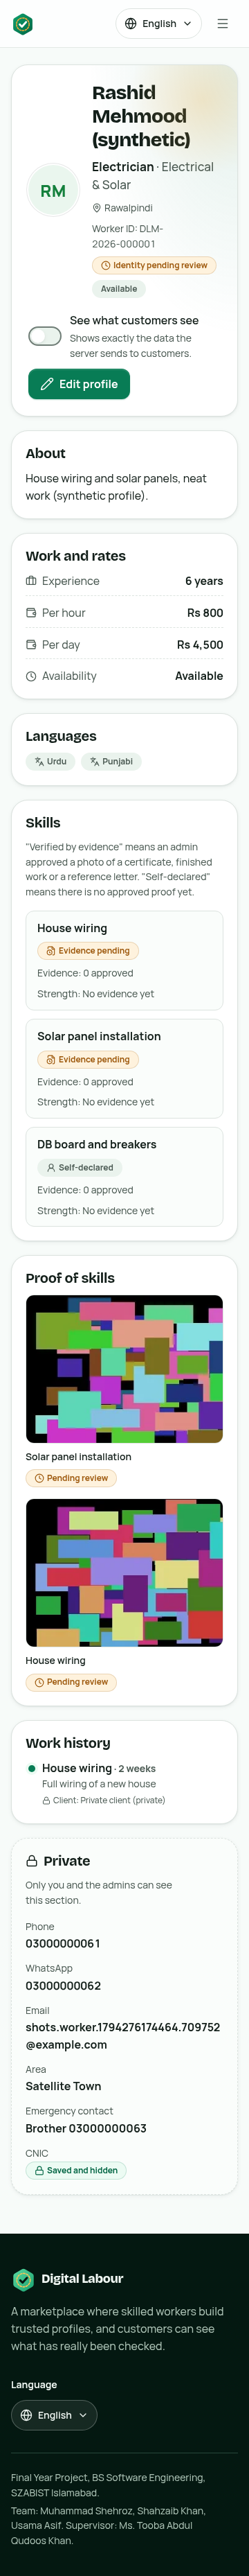 English
Rashid
Mehmood
(synthetic)
RM
Electrician · Electrical
& Solar
Rawalpindi
Worker ID: DLM-
2026-000001
Identity pending review
Available
See what customers see
Shows exactly the data the
server sends to customers.
Edit profile
About
House wiring and solar panels, neat
work (synthetic profile).
Work and rates
Experience 6 years
Per hour Rs 800
Per day Rs 4,500
Availability Available
Languages
Urdu Punjabi
Skills
"Verified by evidence" means an admin
approved a photo of a certificate, finished
work or a reference letter. "Self-declared"
means there is no approved proof yet.
House wiring
Evidence pending
Evidence: 0 approved
Strength: No evidence yet
Solar panel installation
Evidence pending
Evidence: 0 approved
Strength: No evidence yet
DB board and breakers
Self-declared
Evidence: 0 approved
Strength: No evidence yet
Proof of skills
Solar panel installation
Pending review
House wiring
Pending review
Work history
House wiring · 2 weeks
Full wiring of a new house
Client: Private client (private)
Private
Only you and the admins can see
this section.
Phone
03000000061
WhatsApp
03000000062
Email
shots.worker.1794276174464.709752
@example.com
Area
Satellite Town
Emergency contact
Brother 03000000063
CNIC
Saved and hidden
Digital Labour
A marketplace where skilled workers build
trusted profiles, and customers can see
what has really been checked.
Language
English
Final Year Project, BS Software Engineering,
SZABIST Islamabad.
Team: Muhammad Shehroz, Shahzaib Khan,
Usama Asif. Supervisor: Ms. Tooba Abdul
Qudoos Khan.